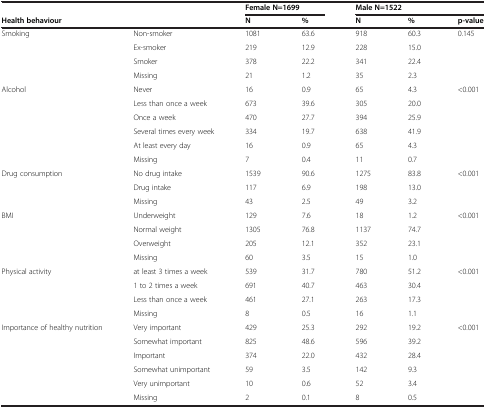 Female N=1699 Male N=1522
Health behaviour N % N % p-value
Smoking Non-smoker 1081 63.6 918 60.3 0.145
Ex-smoker 219 12.9 228 15.0
Smoker 378 22.2 341 22.4
Missing 21 1.2 35 2.3
Alcohol Never 16 0.9 65 4.3 <0.001
Less than once a week 673 39.6 305 20.0
Once a week 470 27.7 394 25.9
Several times every week 334 19.7 638 41.9
At least every day 16 0.9 65 4.3
Missing 7 0.4 11 0.7
Drug consumption No drug intake 1539 90.6 1275 83.8 <0.001
Drug intake 117 6.9 198 13.0
Missing 43 2.5 49 3.2
BMI Underweight 129 7.6 18 1.2 <0.001
Normal weight 1305 76.8 1137 74.7
Overweight 205 12.1 352 23.1
Missing 60 3.5 15 1.0
Physical activity at least 3 times a week 539 31.7 780 51.2 <0.001
1 to 2 times a week 691 40.7 463 30.4
Less than once a week 461 27.1 263 17.3
Missing 8 0.5 16 1.1
Importance of healthy nutrition Very important 429 25.3 292 19.2 <0.001
Somewhat important 825 48.6 596 39.2
Important 374 22.0 432 28.4
Somewhat unimportant 59 3.5 142 9.3
Very unimportant 10 0.6 52 3.4
Missing 2 0.1 8 0.5